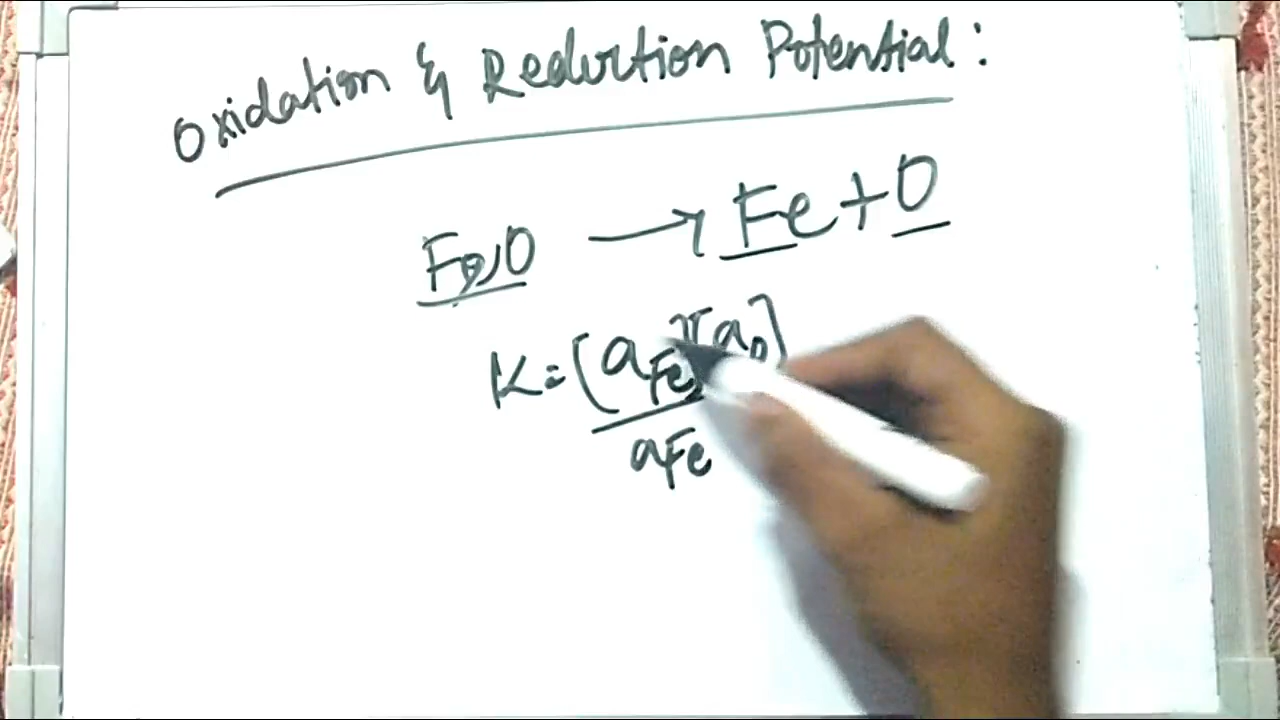 Oxidation & Reduction Potential:
FeO → Fe + O
K = [aFe][aO]
aFe